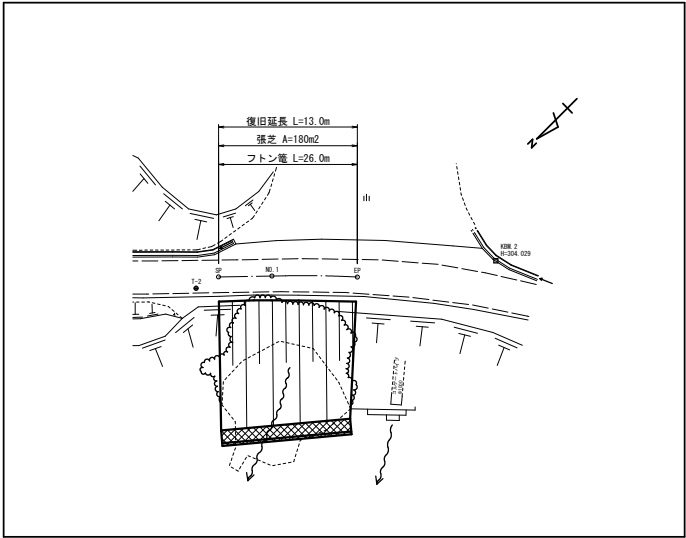 復旧延長 L=13.0m
張芝 A=180m2
フトン篭 L=26.0m
KBM.2
H=304.029
SP
NO.1
EP
T-2